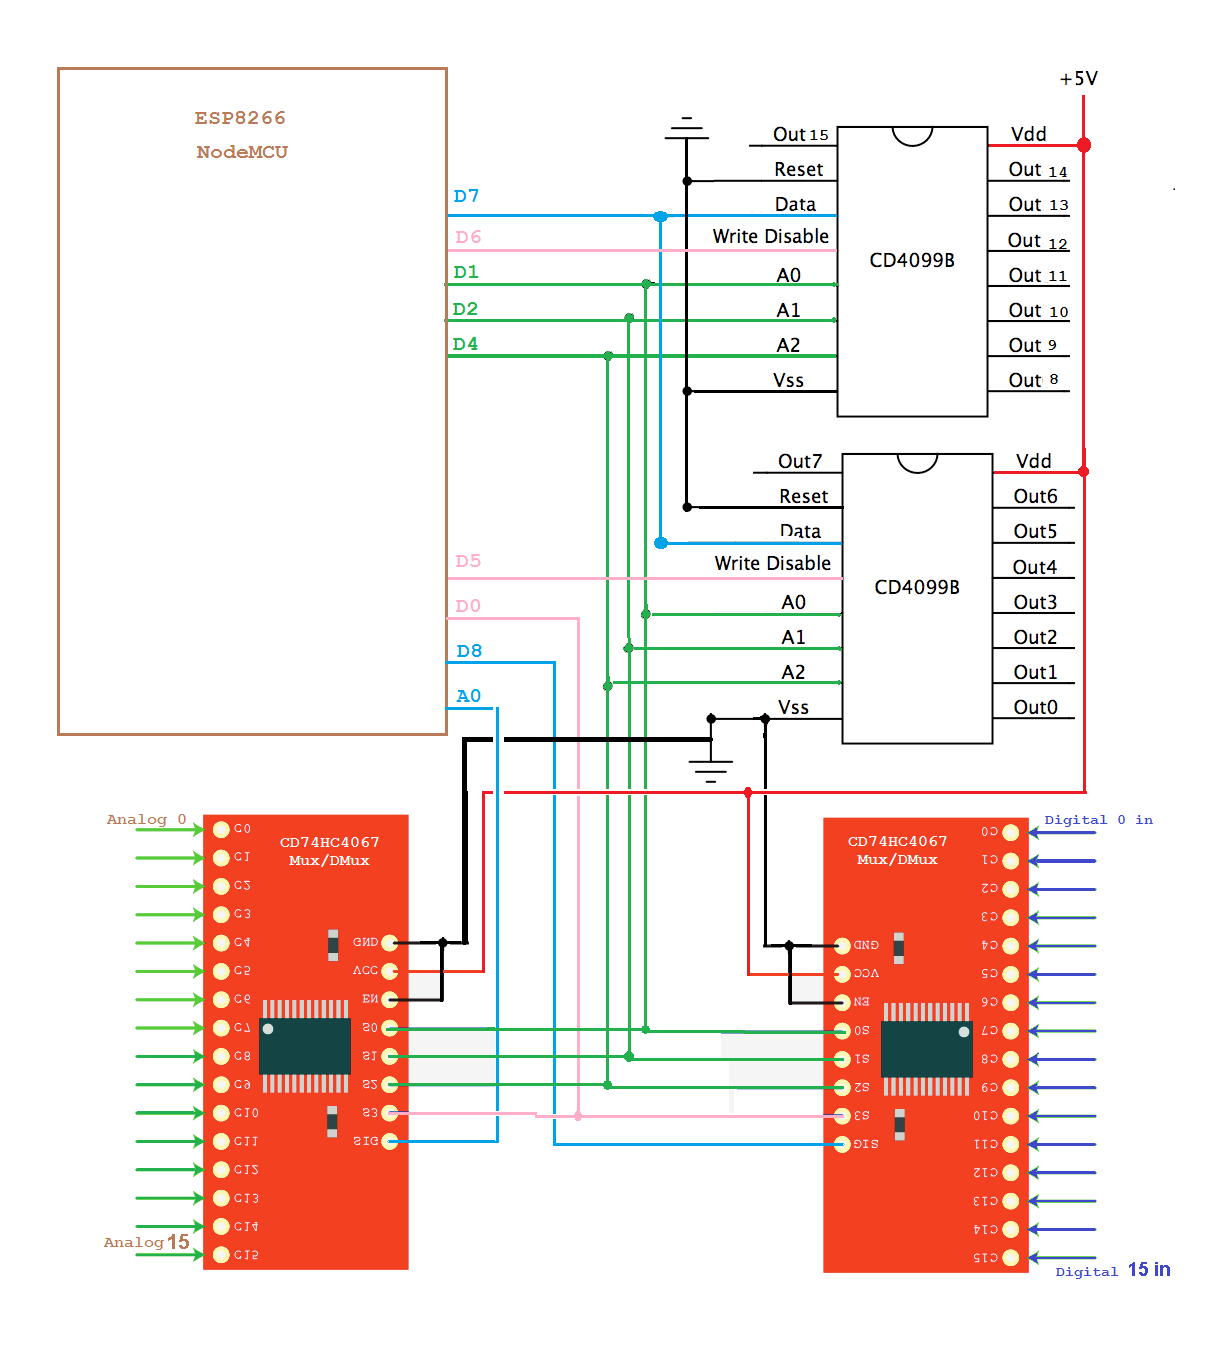 +5V
ESP8266
NodeMCU
D7
D6
D1
D2
D4
D5
D0
D8
A0
Out 15
Reset
Data
Write Disable
A0
A1
A2
Vss
CD4099B
Vdd
Out 14
Out 13
Out 12
Out 11
Out 10
Out 9
Out 8
Out7
Reset
Data
Write Disable
A0
A1
A2
Vss
CD4099B
Vdd
Out6
Out5
Out4
Out3
Out2
Out1
Out0
Analog 0
C0
C1
C2
C3
C4
C5
C6
C7
C8
C9
C10
C11
C12
C13
C14
C15
Analog 15
CD74HC4067
Mux/DMux
GND
VCC
EN
S0
S1
S2
S3
SIG
CD74HC4067
Mux/DMux
GND
VCC
EN
S0
S1
S2
S3
SIG
Digital 0 in
C0
C1
C2
C3
C4
C5
C6
C7
C8
C9
C10
C11
C12
C13
C14
C15
Digital 15 in